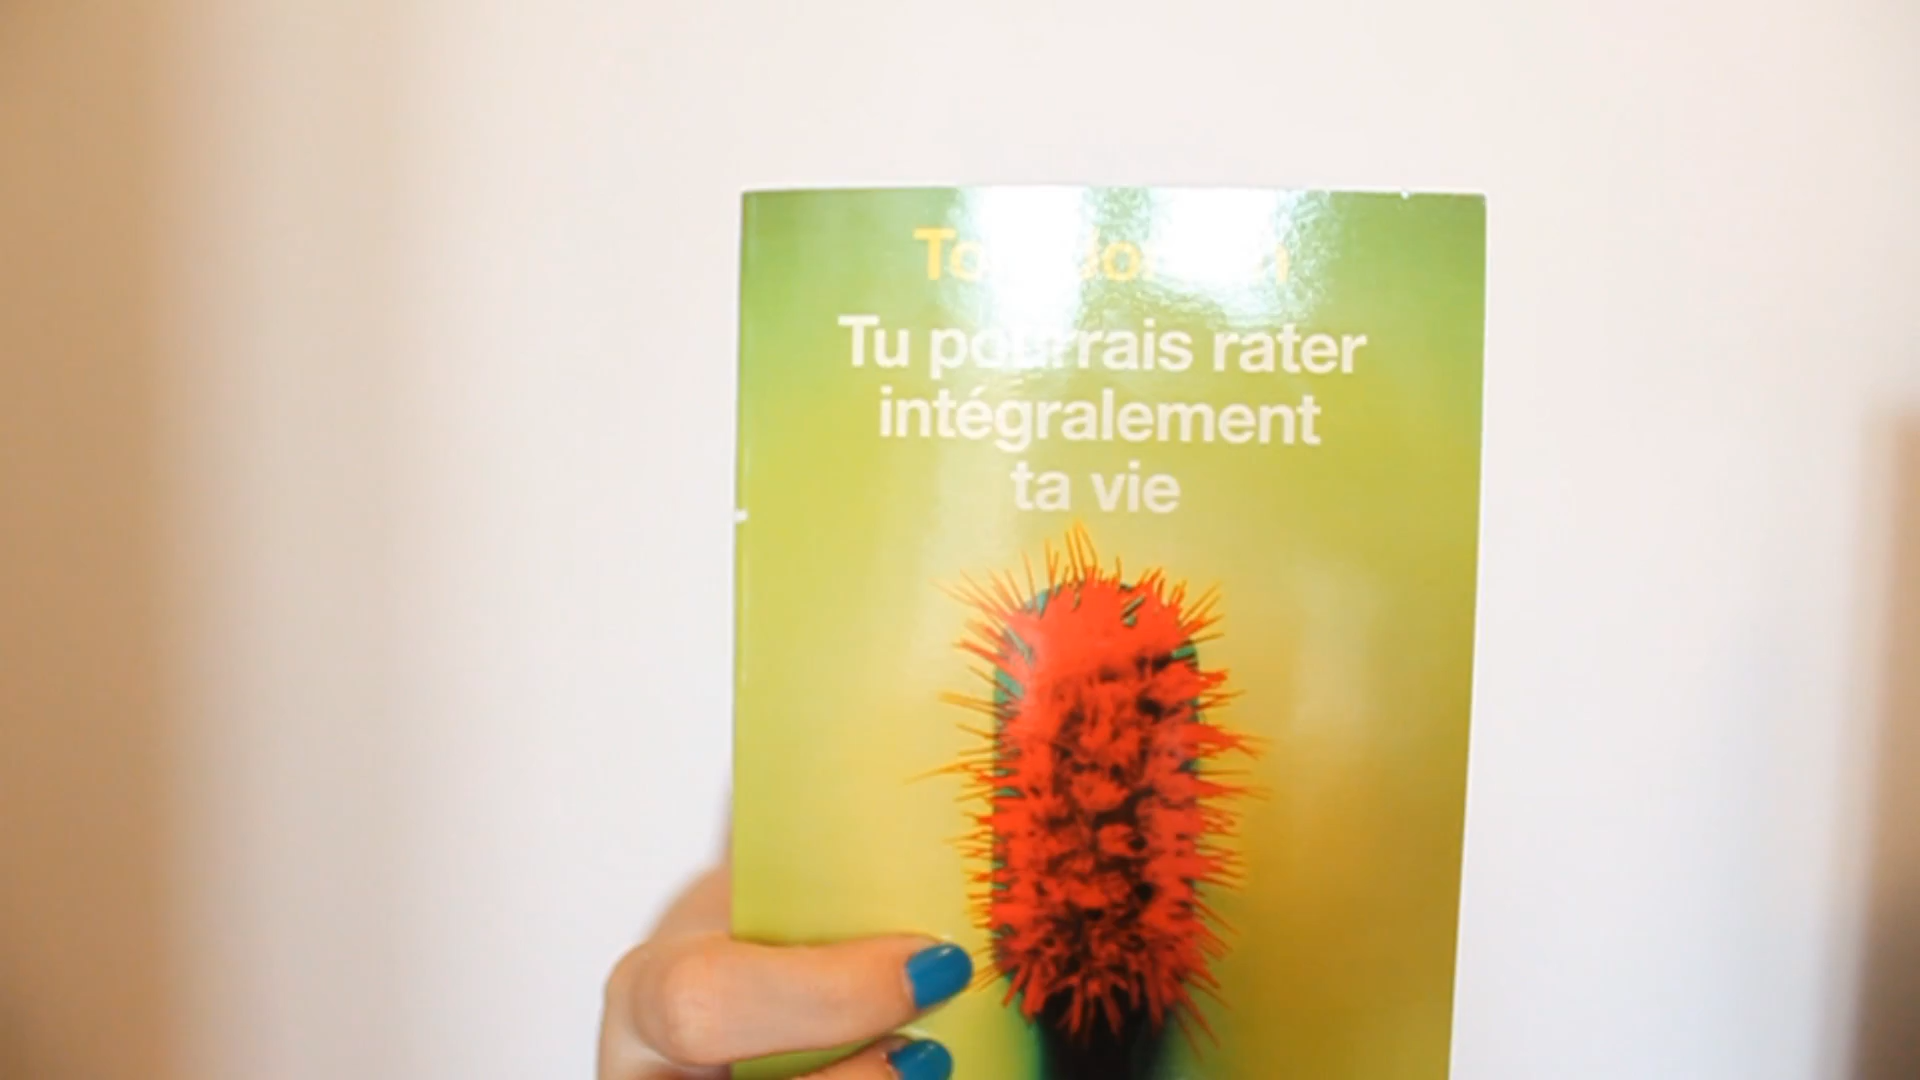 Tu pourrais rater
intégralement
ta vie